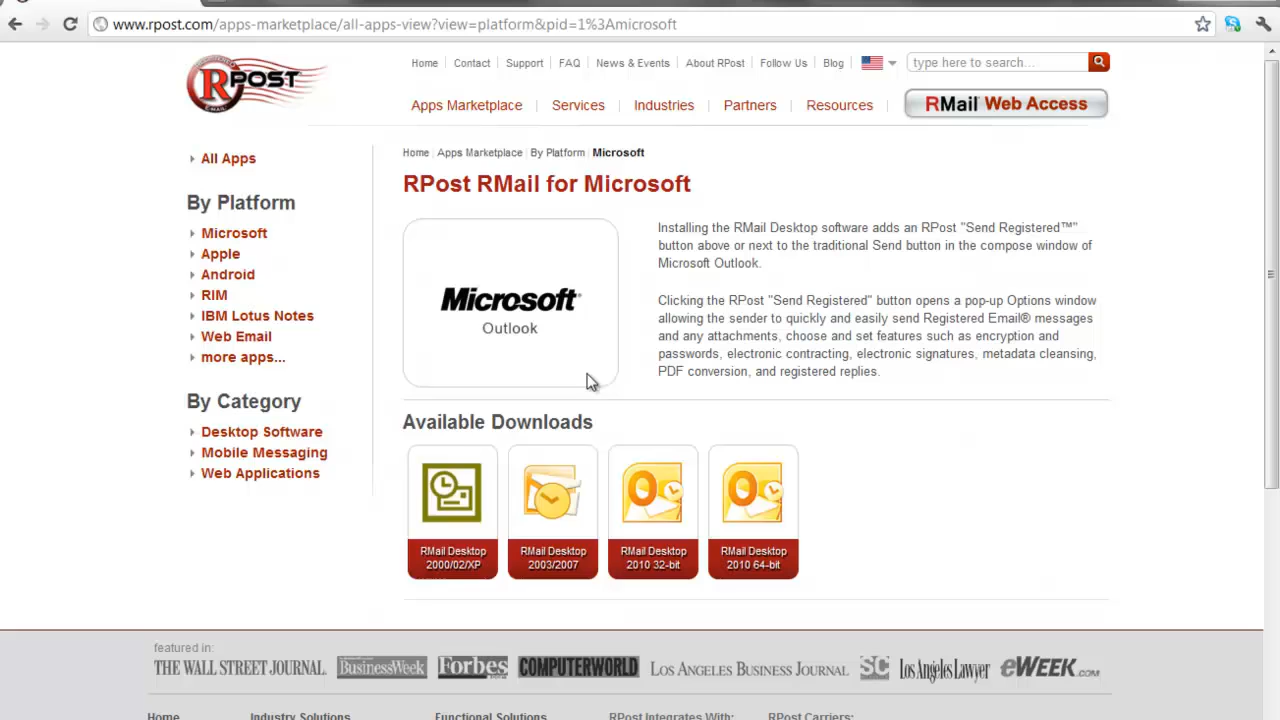 www.rpost.com/apps-marketplace/all-apps-view?view=platform&pid=1%3Amicrosoft
RPOST
Home Contact Support FAQ News & Events About RPost Follow Us Blog type here to search...
Apps Marketplace Services Industries Partners Resources RMail Web Access
All Apps
By Platform
Microsoft
Apple
Android
RIM
IBM Lotus Notes
Web Email
more apps...
By Category
Desktop Software
Mobile Messaging
Web Applications
Home Apps Marketplace By Platform Microsoft
RPost RMail for Microsoft
Microsoft
Outlook
Installing the RMail Desktop software adds an RPost "Send Registered™"
button above or next to the traditional Send button in the compose window of
Microsoft Outlook.
Clicking the RPost "Send Registered" button opens a pop-up Options window
allowing the sender to quickly and easily send Registered Email® messages
and any attachments, choose and set features such as encryption and
passwords, electronic contracting, electronic signatures, metadata cleansing,
PDF conversion, and registered replies.
Available Downloads
RMail Desktop
2000/02/XP
RMail Desktop
2003/2007
RMail Desktop
2010 32-bit
RMail Desktop
2010 64-bit
featured in:
THE WALL STREET JOURNAL BusinessWeek Forbes COMPUTERWORLD LOS ANGELES BUSINESS JOURNAL SC Los Angeles Lawyer eWEEK.COM
Home Industry Solutions Functional Solutions RPost Integrates With: RPost Carriers: